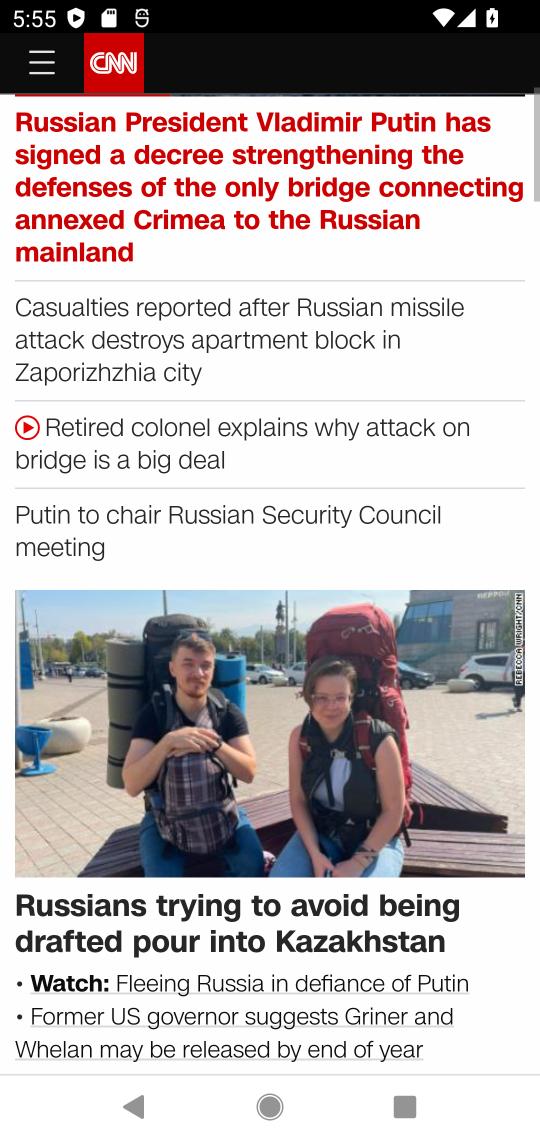 5:55
CNN
Russian President Vladimir Putin has
signed a decree strengthening the
defenses of the only bridge connecting
annexed Crimea to the Russian
mainland
Casualties reported after Russian missile
attack destroys apartment block in
Zaporizhzhia city
Retired colonel explains why attack on
bridge is a big deal
Putin to chair Russian Security Council
meeting
REBECCA WRIGHT/CNN
Russians trying to avoid being
drafted pour into Kazakhstan
• Watch: Fleeing Russia in defiance of Putin
• Former US governor suggests Griner and
Whelan may be released by end of year